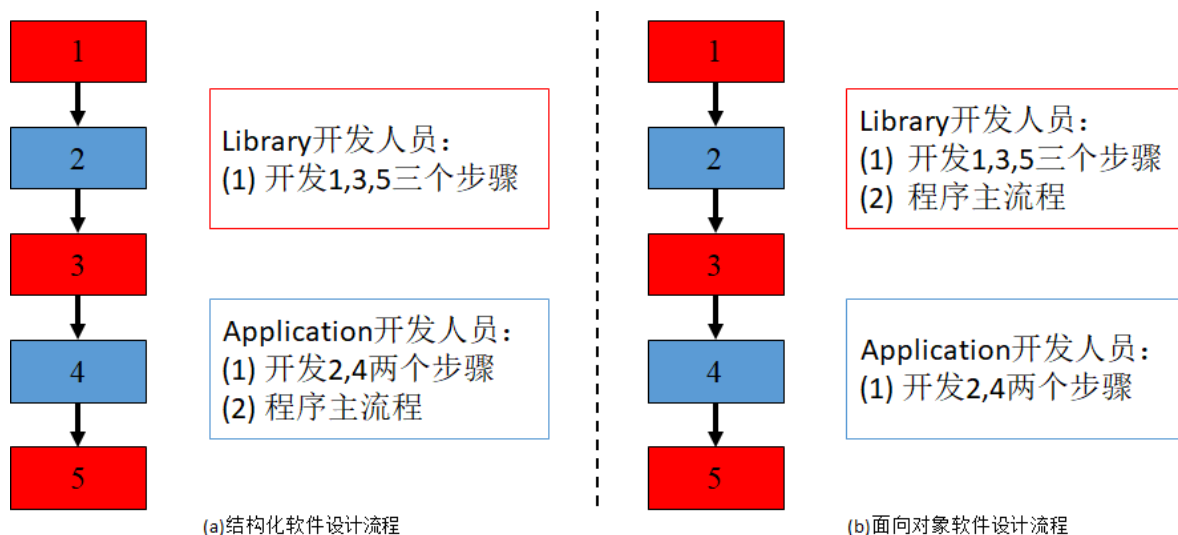 1
2
3
4
5
Library开发人员：
(1) 开发1,3,5三个步骤
Application开发人员：
(1) 开发2,4两个步骤
(2) 程序主流程
(a)结构化软件设计流程
1
2
3
4
5
Library开发人员：
(1) 开发1,3,5三个步骤
(2) 程序主流程
Application开发人员：
(1) 开发2,4两个步骤
(b)面向对象软件设计流程